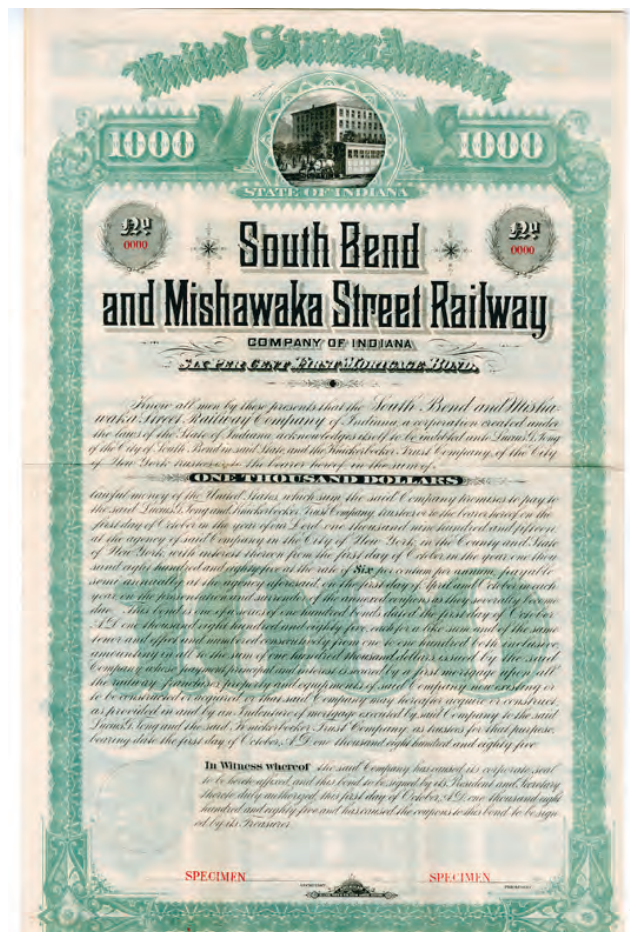 United States America
1000
1000
STATE OF INDIANA
No
0000
No
0000
South Bend
and Mishawaka Street Railway
COMPANY OF INDIANA
SIX PER CENT FIRST MORTGAGE BOND.
Know all men by these presents that the South Bend and Misha-
waka Street Railway Company of Indiana, a corporation created under
the laws of the State of Indiana, acknowledges itself to be indebted unto Lucius G. Tong
of the City of South Bend in said State, and the Knickerbocker Trust Company, of the City
of New York trustees, or the bearer hereof, in the sum of
ONE THOUSAND DOLLARS
lawful money of the United States, which sum the said Company promises to pay to
the said Lucius G. Tong and Knickerbocker Trust Company, trustees or to the bearer hereof on the
first day of October in the year of our Lord one thousand nine hundred and fifteen,
at the agency of said Company in the City of New York, in the County and State
of New York, with interest thereon from the first day of October in the year one thou-
sand eight hundred and eighty five at the rate of Six per centum per annum, payable
semi annually at the agency aforesaid, on the first day of April and October in each
year, on the presentation and surrender of the annexed coupons as they severally become
due. This bond is one of a series of one hundred bonds dated the first day of October
A.D. one thousand eight hundred and eighty five, each for a like sum and of the same
tenor and effect and numbered consecutively from one to one hundred both inclusive,
amounting in all to the sum of one hundred thousand dollars issued by the said
Company whose payment principal and interest is secured by a first mortgage upon all
the railway, franchises, property and equipments of said Company now existing or
to be constructed or acquired, or that said Company may hereafter acquire or construct,
as provided in and by an Indenture of mortgage executed by said Company to the said
Lucius G. Tong and the said Knickerbocker Trust Company, as trustees for that purpose,
bearing date the first day of October, A.D. one thousand eight hundred and eighty five
In Witness whereof the said Company has caused its corporate seal
to be hereto affixed, and this bond to be signed by its President and Secretary
thereto duly authorized, this first day of October, A.D. one thousand eight
hundred and eighty five and has caused the coupons to this bond to be sign-
ed by its Treasurer.
SPECIMEN
SPECIMEN
SECRETARY
PRESIDENT